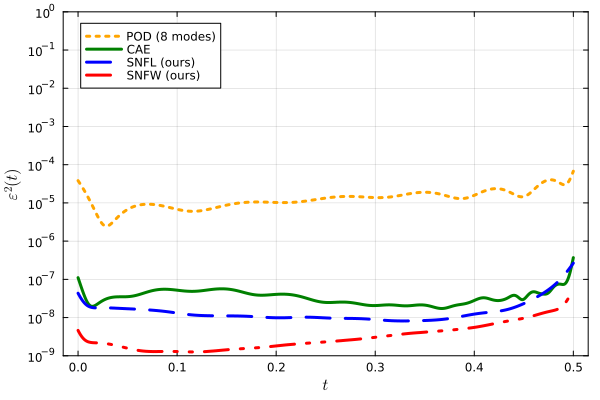 10⁰
10⁻¹
10⁻²
10⁻³
10⁻⁴
10⁻⁵
10⁻⁶
10⁻⁷
10⁻⁸
10⁻⁹
ε²(t)
POD (8 modes)
CAE
SNFL (ours)
SNFW (ours)
0.0 0.1 0.2 0.3 0.4 0.5
t